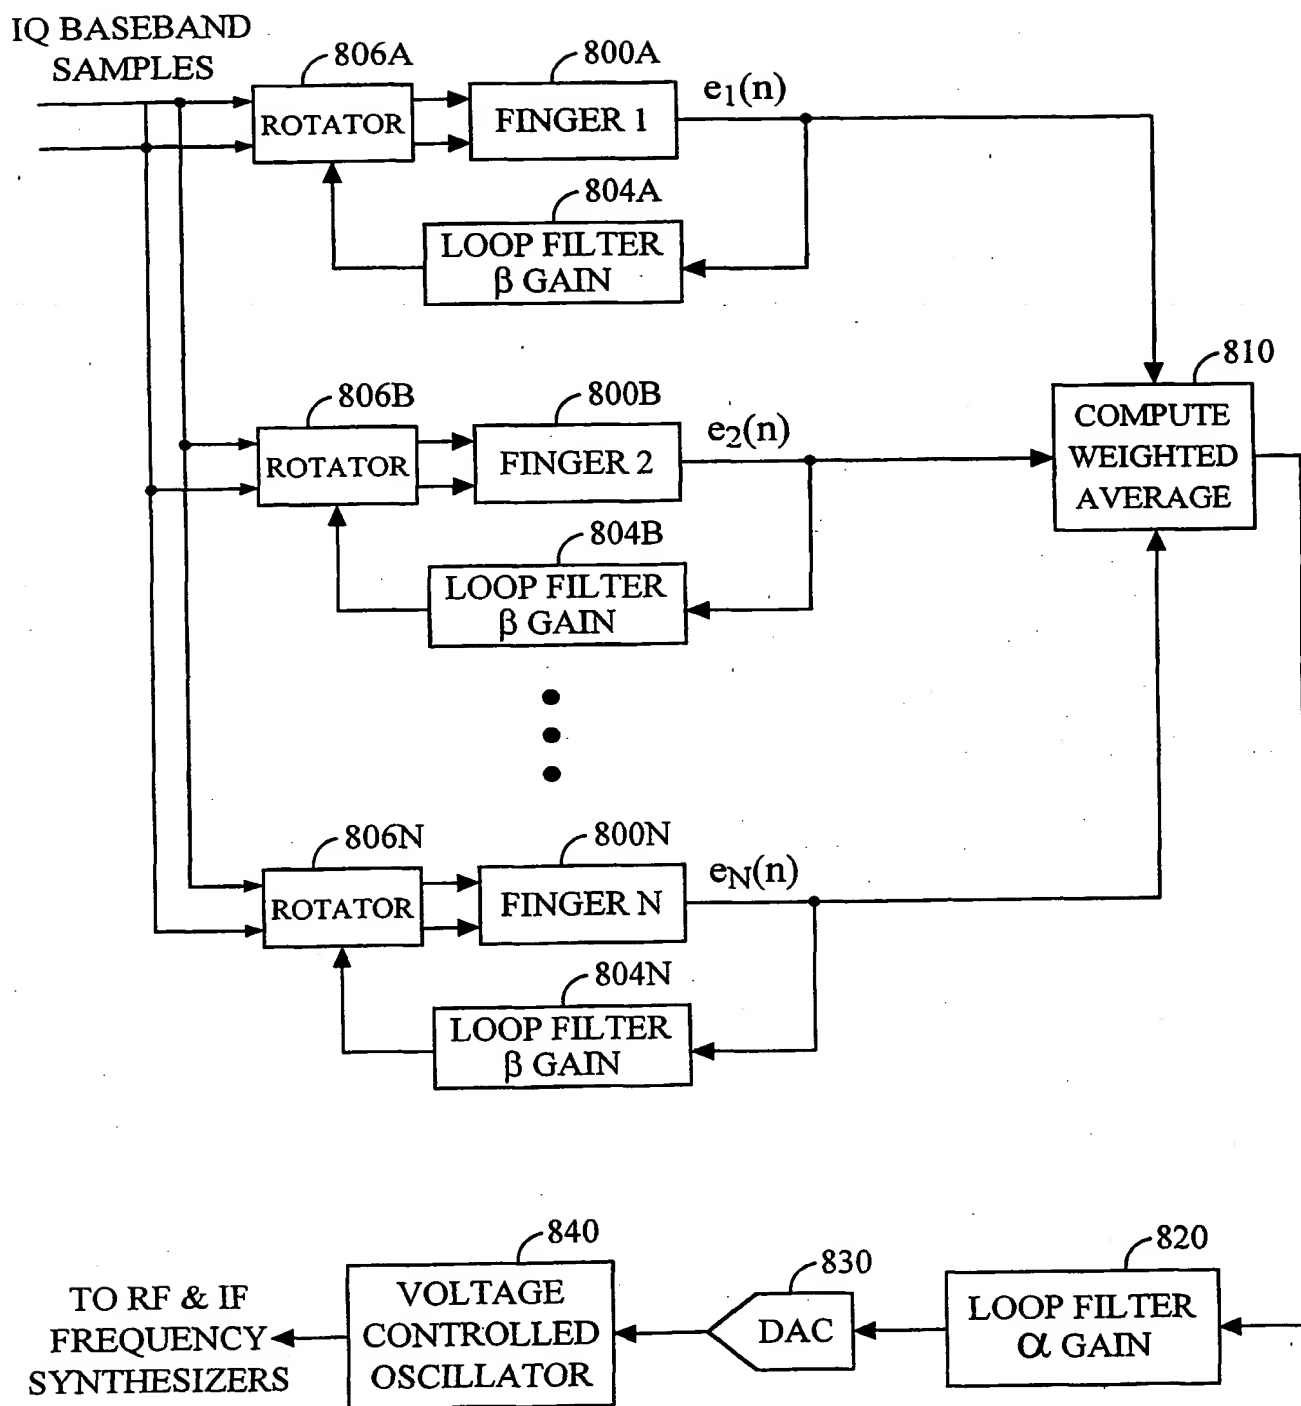 IQ BASEBAND
SAMPLES
806A
ROTATOR
800A
FINGER 1
e1(n)
804A
LOOP FILTER
β GAIN
806B
ROTATOR
800B
FINGER 2
e2(n)
804B
LOOP FILTER
β GAIN
810
COMPUTE
WEIGHTED
AVERAGE
806N
ROTATOR
800N
FINGER N
eN(n)
804N
LOOP FILTER
β GAIN
TO RF & IF
FREQUENCY
SYNTHESIZERS
840
VOLTAGE
CONTROLLED
OSCILLATOR
830
DAC
820
LOOP FILTER
α GAIN